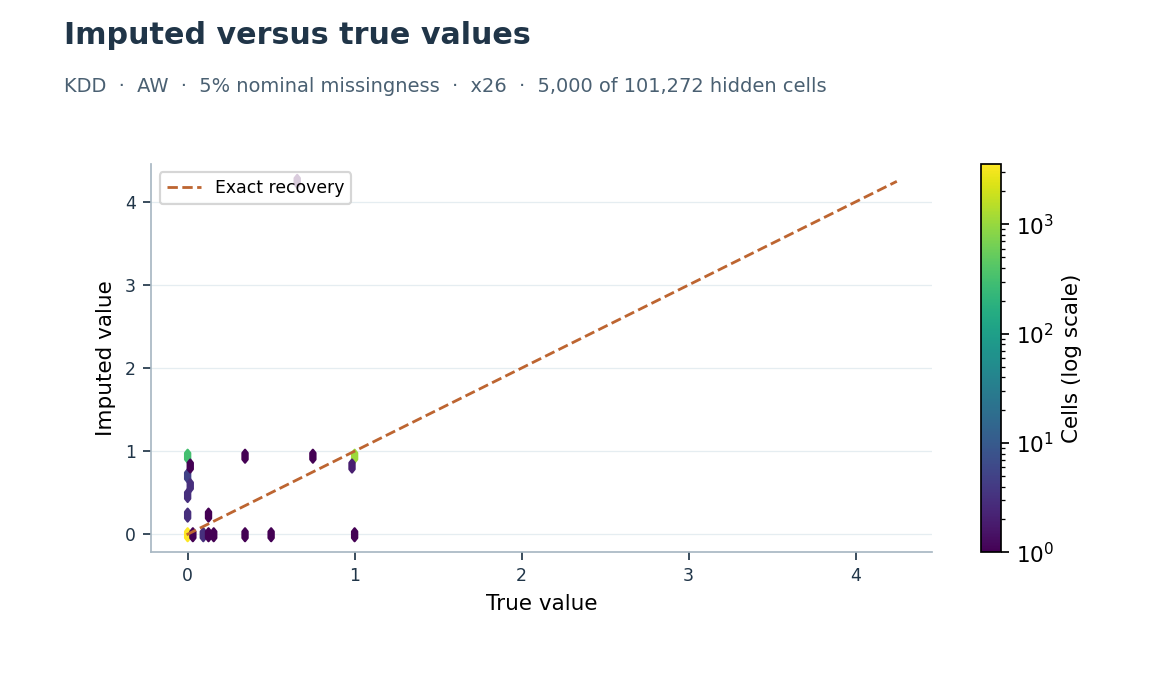 Imputed versus true values
KDD · AW · 5% nominal missingness · x26 · 5,000 of 101,272 hidden cells
Exact recovery
4
3
2
1
0
Imputed value
0 1 2 3 4
True value
10³
10²
10¹
10⁰
Cells (log scale)